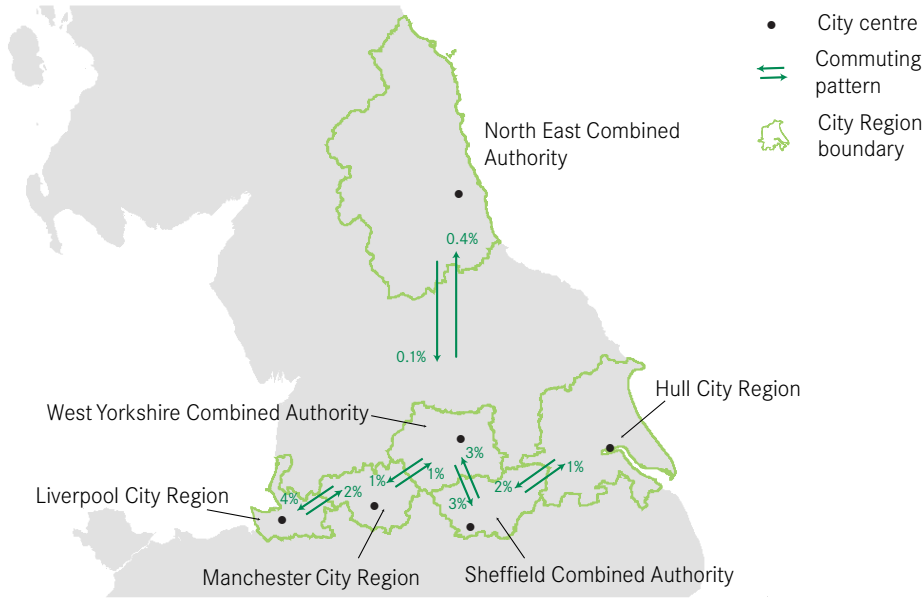 City centre
Commuting
pattern
City Region
boundary
North East Combined
Authority
0.4%
0.1%
Hull City Region
West Yorkshire Combined Authority
3%
1%
1%
2%
1%
4%
2%
3%
Liverpool City Region
Manchester City Region
Sheffield Combined Authority